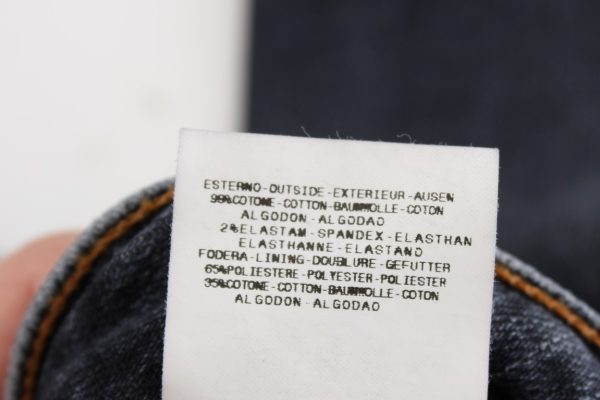 ESTERNO-OUTSIDE-EXTERIEUR-AUSEN
98%COTONE-COTTON-BAUMWOLLE-COTON
ALGODON-ALGODAO
2%ELASTAM-SPANDEX-ELASTHAN
ELASTHANNE-ELASTANO
FODERA-LINING-DOUBLURE-GEFUTTER
65%POLIESTERE-POLYESTER-POLIESTER
35%COTONE-COTTON-BAUMWOLLE-COTON
ALGODON-ALGODAO